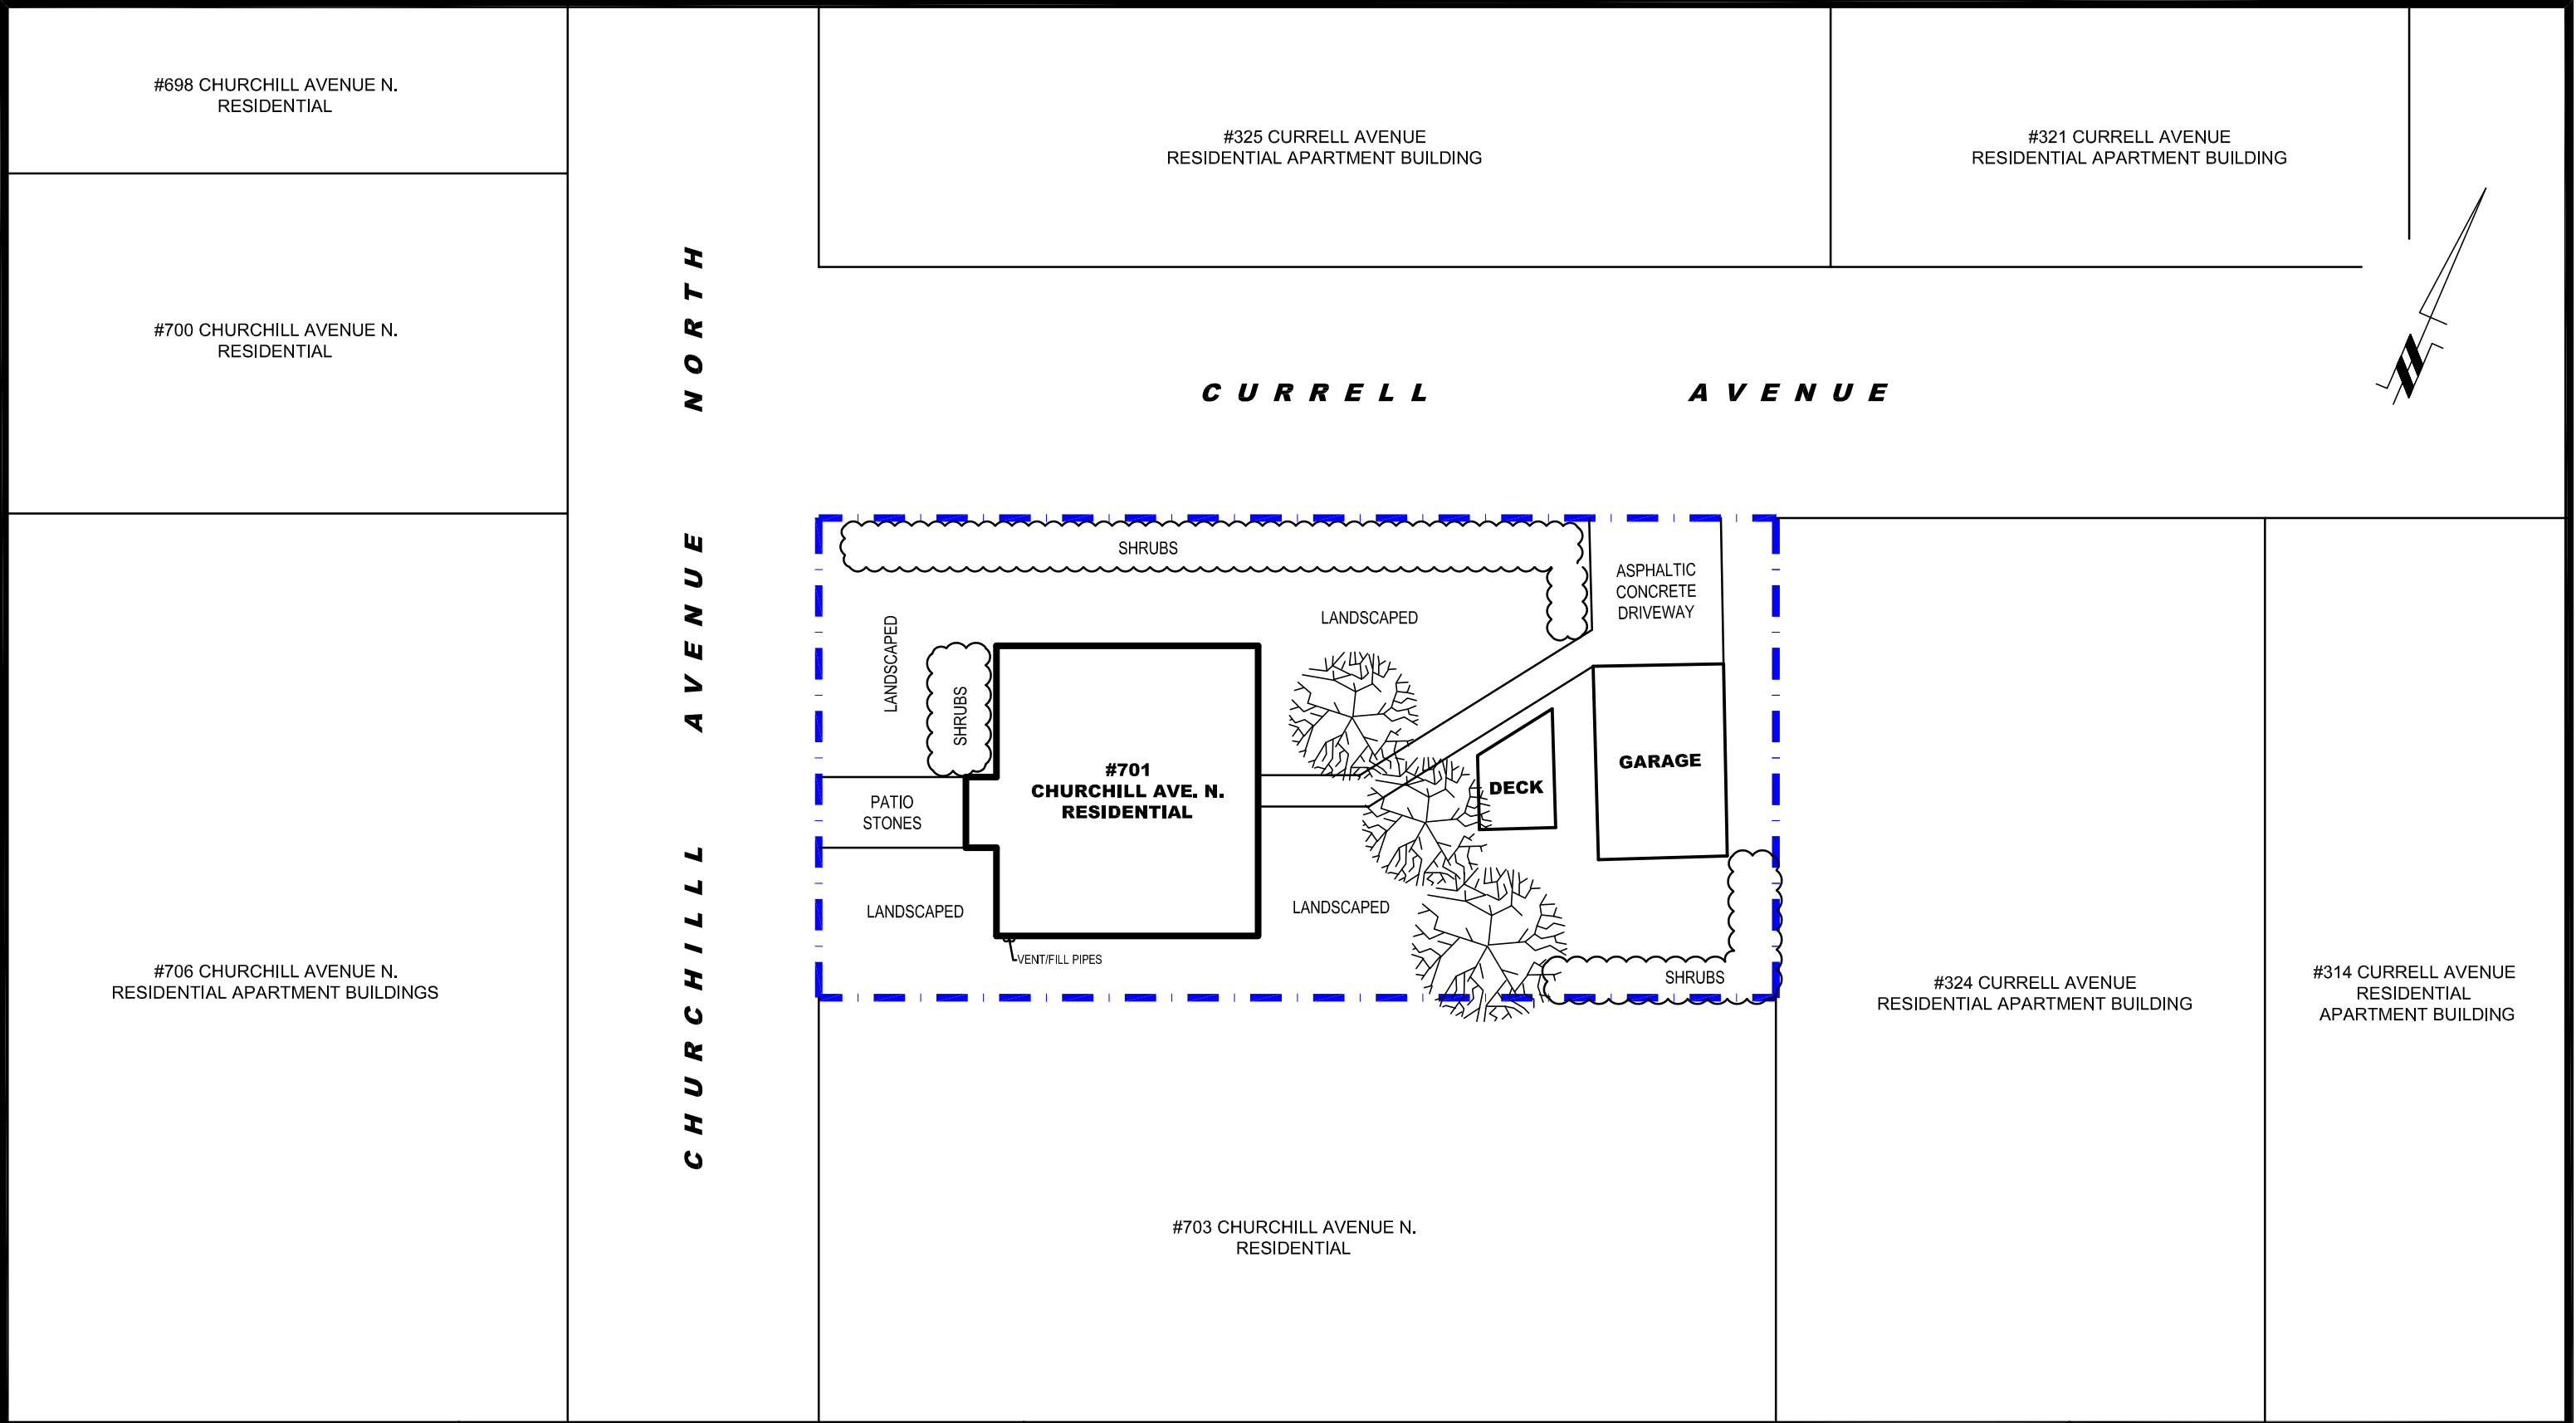 #698 CHURCHILL AVENUE N.
RESIDENTIAL
#325 CURRELL AVENUE
RESIDENTIAL APARTMENT BUILDING
#321 CURRELL AVENUE
RESIDENTIAL APARTMENT BUILDING
#700 CHURCHILL AVENUE N.
RESIDENTIAL
N
CURRELL AVENUE
CHURCHILL AVENUE NORTH
SHRUBS
ASPHALTIC
CONCRETE
DRIVEWAY
LANDSCAPED
LANDSCAPED
SHRUBS
#701
CHURCHILL AVE. N.
RESIDENTIAL
GARAGE
DECK
PATIO
STONES
LANDSCAPED
LANDSCAPED
VENT/FILL PIPES
SHRUBS
#706 CHURCHILL AVENUE N.
RESIDENTIAL APARTMENT BUILDINGS
#324 CURRELL AVENUE
RESIDENTIAL APARTMENT BUILDING
#314 CURRELL AVENUE
RESIDENTIAL
APARTMENT BUILDING
#703 CHURCHILL AVENUE N.
RESIDENTIAL